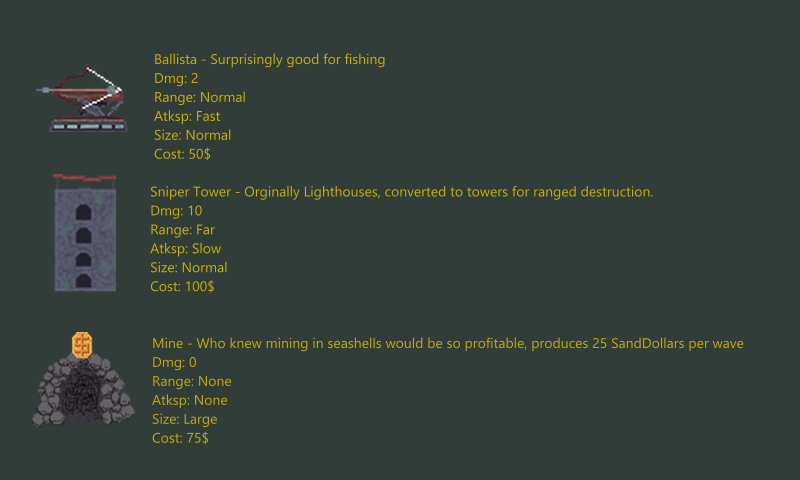 Ballista - Surprisingly good for fishing
Dmg: 2
Range: Normal
Atksp: Fast
Size: Normal
Cost: 50$
Sniper Tower - Orginally Lighthouses, converted to towers for ranged destruction.
Dmg: 10
Range: Far
Atksp: Slow
Size: Normal
Cost: 100$
Mine - Who knew mining in seashells would be so profitable, produces 25 SandDollars per wave
Dmg: 0
Range: None
Atksp: None
Size: Large
Cost: 75$